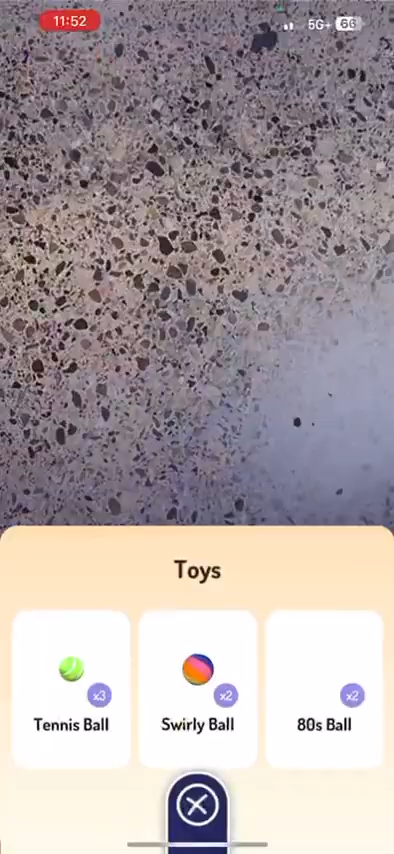 11:52
5G+ 66
Toys
x3
x2
x2
Tennis Ball
Swirly Ball
80s Ball